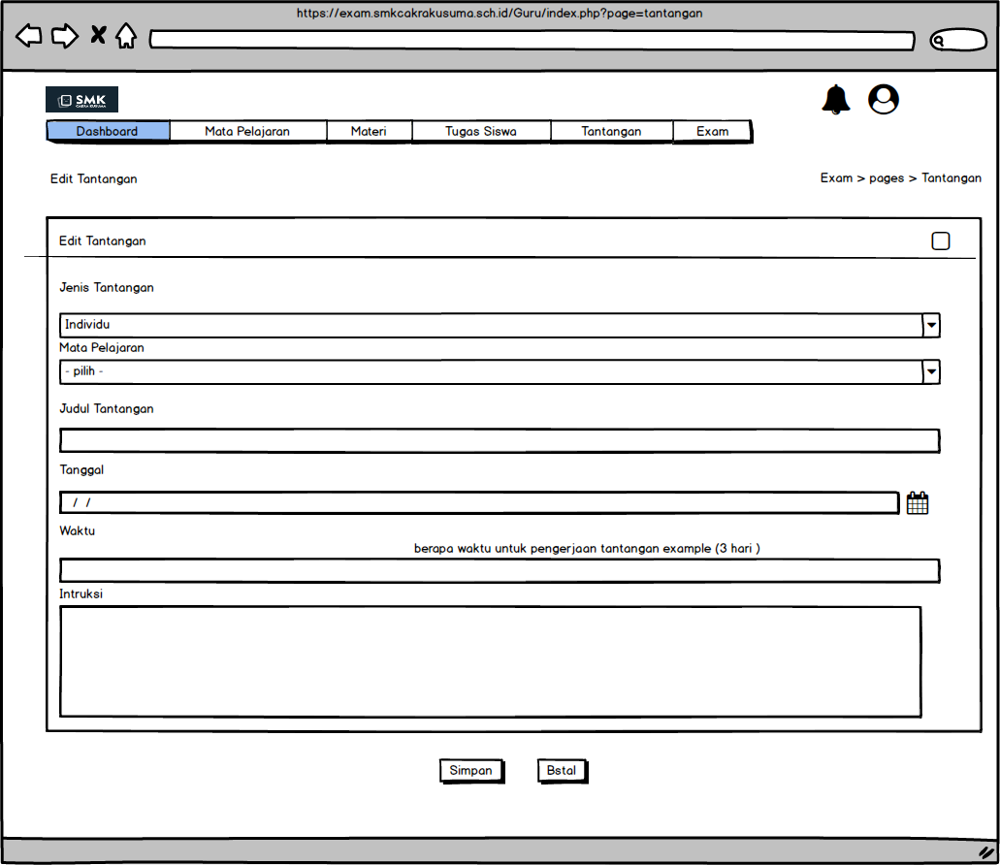 https://exam.smkcakrakusuma.sch.id/Guru/index.php?page=tantangan
SMK
CAKRA KUSUMA
Dashboard Mata Pelajaran Materi Tugas Siswa Tantangan Exam
Edit Tantangan Exam > pages > Tantangan
Edit Tantangan
Jenis Tantangan
Individu
Mata Pelajaran
- pilih -
Judul Tantangan
Tanggal
/ /
Waktu
berapa waktu untuk pengerjaan tantangan example (3 hari )
Intruksi
Simpan Bstal